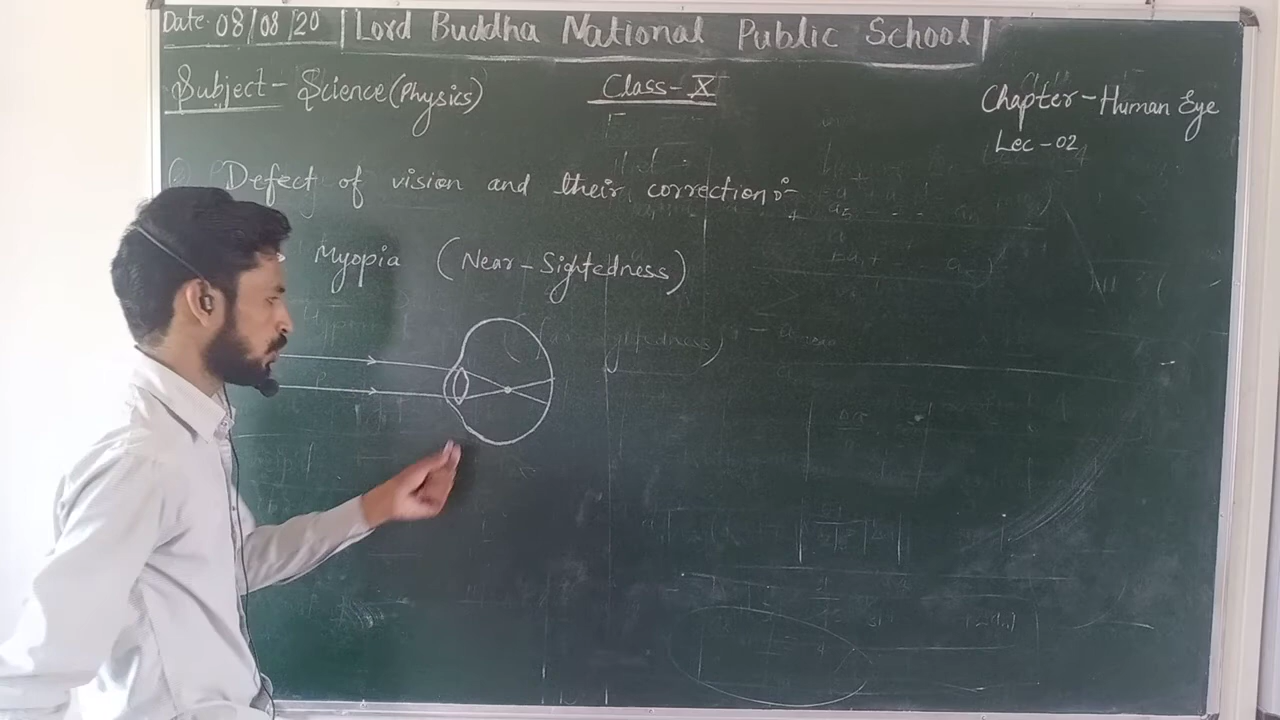 Date- 08/08/20 | Lord Buddha National Public School |
Subject - Science (Physics)
Class - X
Chapter - Human Eye
Lec - 02
Defect of vision and their correction :-
Myopia (Near-Sightedness)